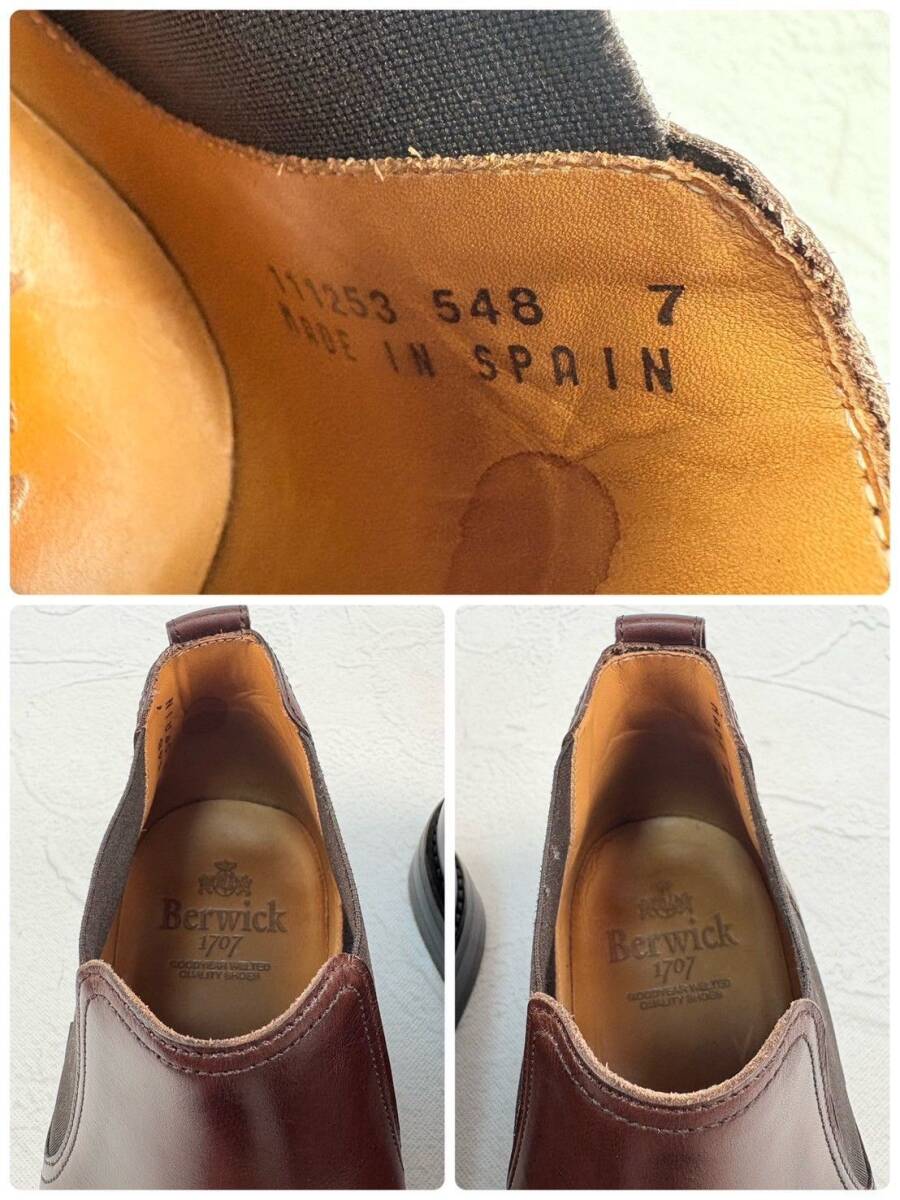 111253 548 7
MADE IN SPAIN
Berwick
1707
GOODYEAR WELTED
QUALITY SHOES
Berwick
1707
GOODYEAR WELTED
QUALITY SHOES